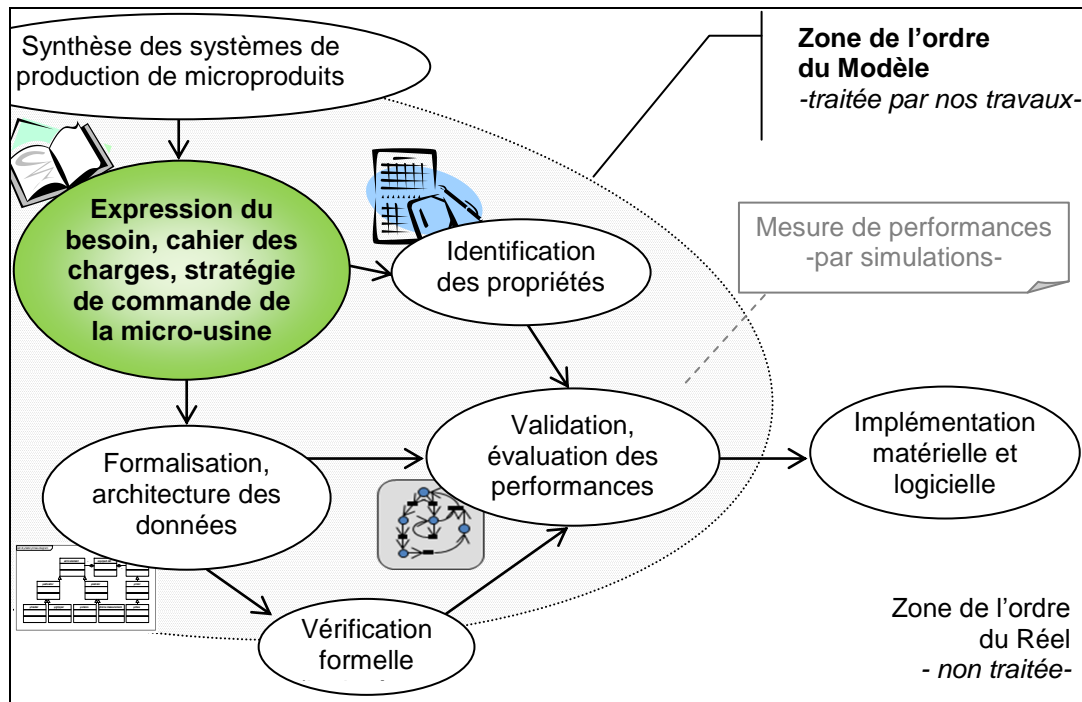 Synthèse des systèmes de
production de microproduits
Zone de l'ordre
du Modèle
-traitée par nos travaux-
Expression du
besoin, cahier des
charges, stratégie
de commande de
la micro-usine
Identification
des propriétés
Mesure de performances
-par simulations-
Formalisation,
architecture des
données
Validation,
évaluation des
performances
Implémentation
matérielle et
logicielle
Vérification
formelle
Zone de l'ordre
du Réel
- non traitée-